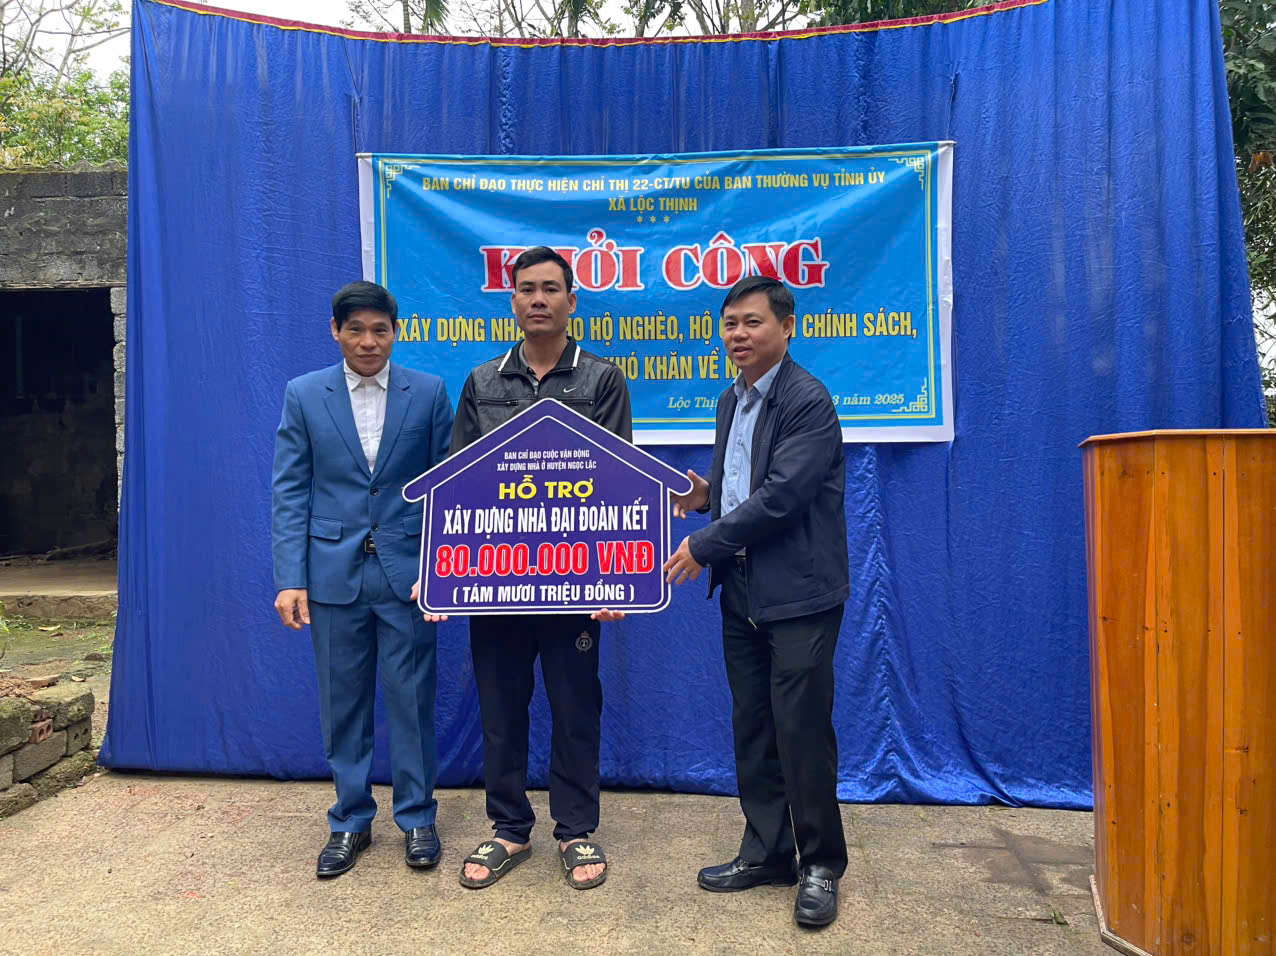 BAN CHỈ ĐẠO THỰC HIỆN CHỈ THỊ 22-CT/TU CỦA BAN THƯỜNG VỤ TỈNH ỦY
XÃ LỘC THỊNH
***
KHỞI CÔNG
XÂY DỰNG NHÀ HỘ NGHÈO, HỘ CHÍNH SÁCH,
KHÓ KHĂN VỀ
Lộc 3 năm 2025
BAN CHỈ ĐẠO CUỘC VẬN ĐỘNG
XÂY DỰNG NHÀ Ở HUYỆN NGỌC LẶC
HỖ TRỢ
XÂY DỰNG NHÀ ĐẠI ĐOÀN KẾT
80.000.000 VNĐ
( TÁM MƯƠI TRIỆU ĐỒNG )
adidas
adidas